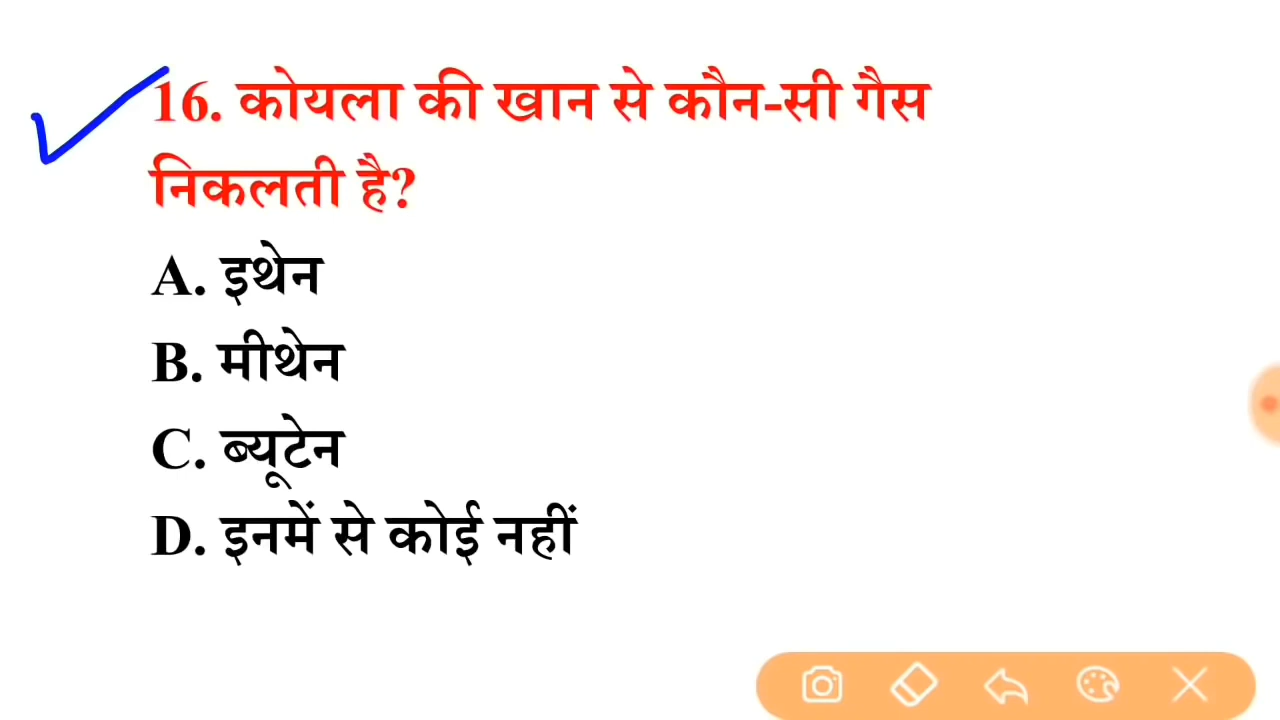 16. कोयला की खान से कौन-सी गैस
निकलती है?
A. इथेन
B. मीथेन
C. ब्यूटेन
D. इनमें से कोई नहीं